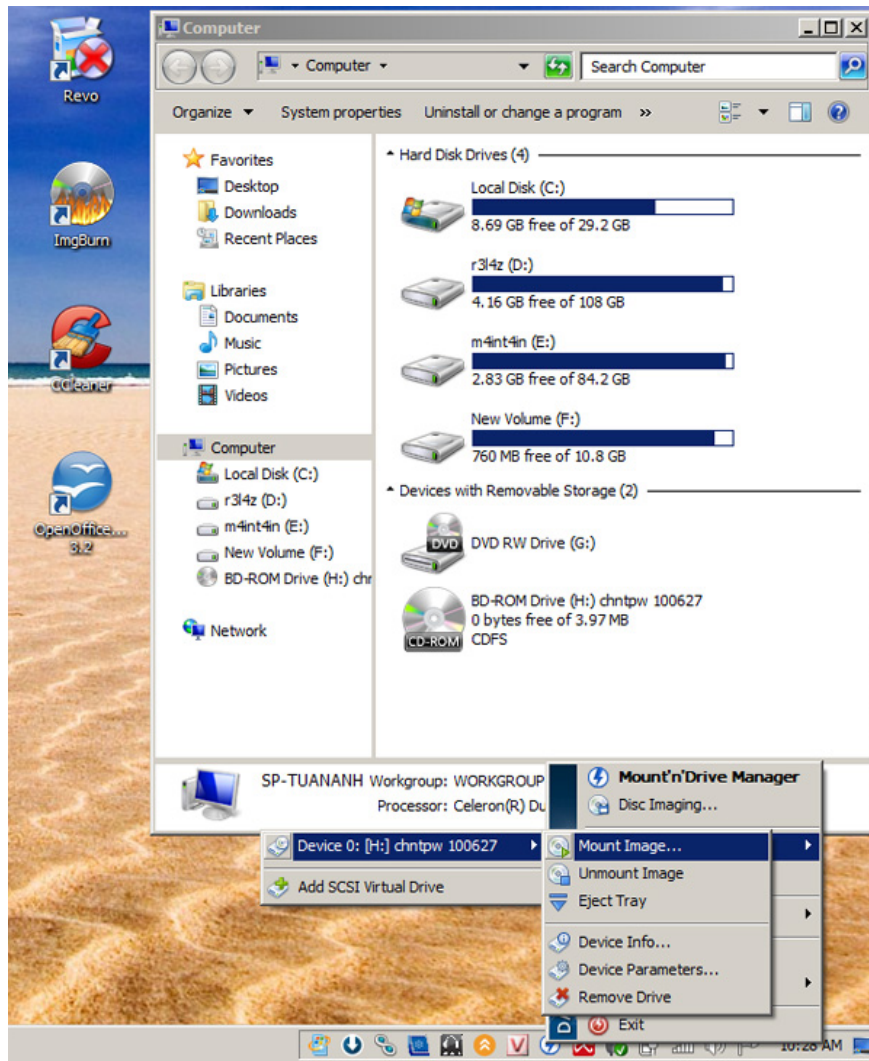 Revo
ImgBurn
CCleaner
OpenOffice....
3.2
Computer
Computer
Search Computer
Organize
System properties
Uninstall or change a program
»
Favorites
Desktop
Downloads
Recent Places
Libraries
Documents
Music
Pictures
Videos
Computer
Local Disk (C:)
r3l4z (D:)
m4int4in (E:)
New Volume (F:)
BD-ROM Drive (H:) chr
Network
Hard Disk Drives (4)
Local Disk (C:)
8.69 GB free of 29.2 GB
r3l4z (D:)
4.16 GB free of 108 GB
m4int4in (E:)
2.83 GB free of 84.2 GB
New Volume (F:)
760 MB free of 10.8 GB
Devices with Removable Storage (2)
DVD
DVD RW Drive (G:)
CD-ROM
BD-ROM Drive (H:) chntpw 100627
0 bytes free of 3.97 MB
CDFS
SP-TUANANH Workgroup: WORKGROUP
Processor: Celeron(R) Du
Mount'n'Drive Manager
Disc Imaging...
Device 0: [H:] chntpw 100627
Add SCSI Virtual Drive
Mount Image...
Unmount Image
Eject Tray
Device Info...
Device Parameters...
Remove Drive
Exit
10:28 AM